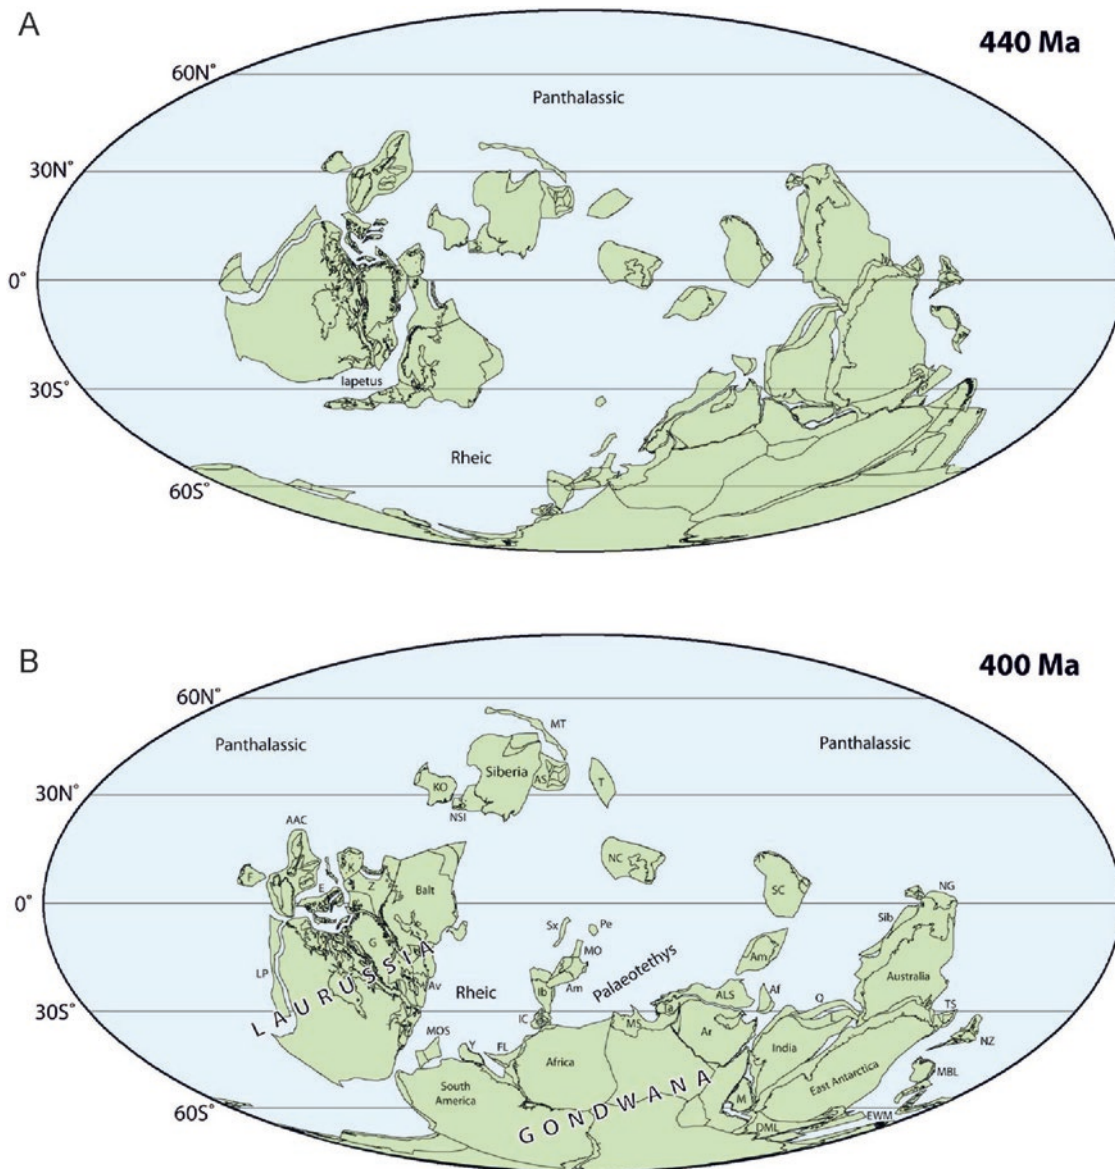 A
440 Ma
60N°
Panthalassic
30N°
0°
Iapetus
30S°
Rheic
60S°
B
400 Ma
60N°
MT
Panthalassic
Panthalassic
Siberia
KO
AS
T
30N°
NSI
AAC
NC
K
F
E
Z
Balt
SC
NG
0°
Sib
Sx
Pe
G
MO
Am
LP
Palaeotethys
Australia
Av
Rheic
Ib
Am
ALS
Af
Q
LAURUSSIA
30S°
IC
MS
Ta
TS
MOS
Y
FL
Africa
Ar
India
NZ
East Antarctica
MBL
South
America
M
60S°
GONDWANA
DML
EWM